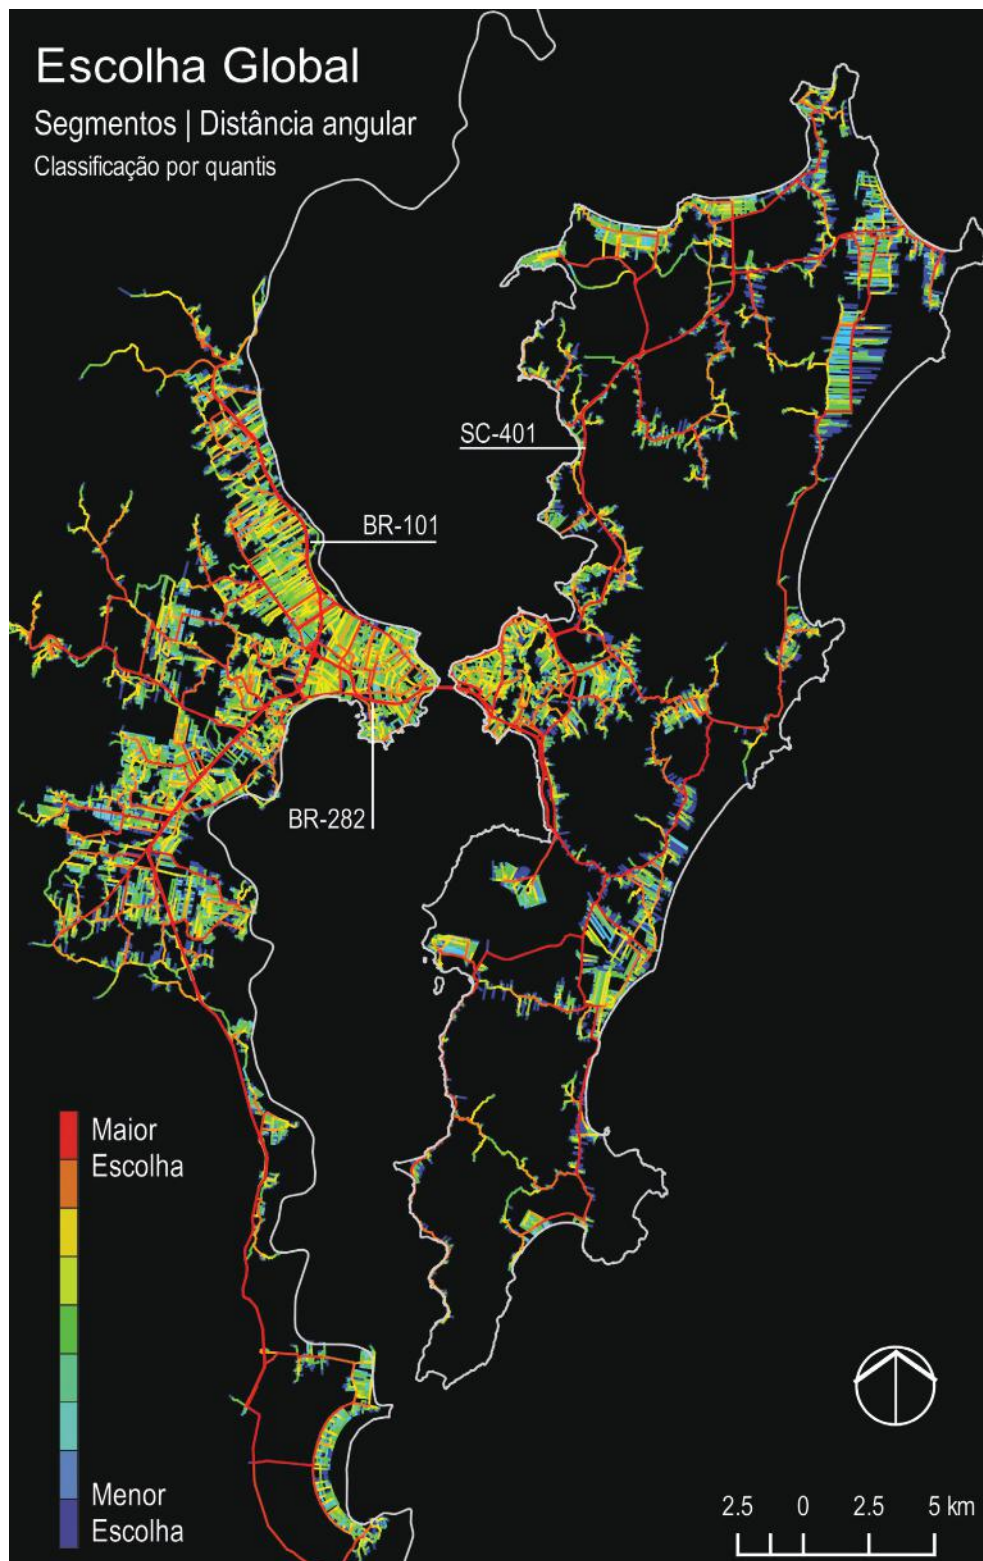 Escolha Global
Segmentos | Distância angular
Classificação por quantis
SC-401
BR-101
BR-282
Maior
Escolha
Menor
Escolha
2.5 0 2.5 5 km